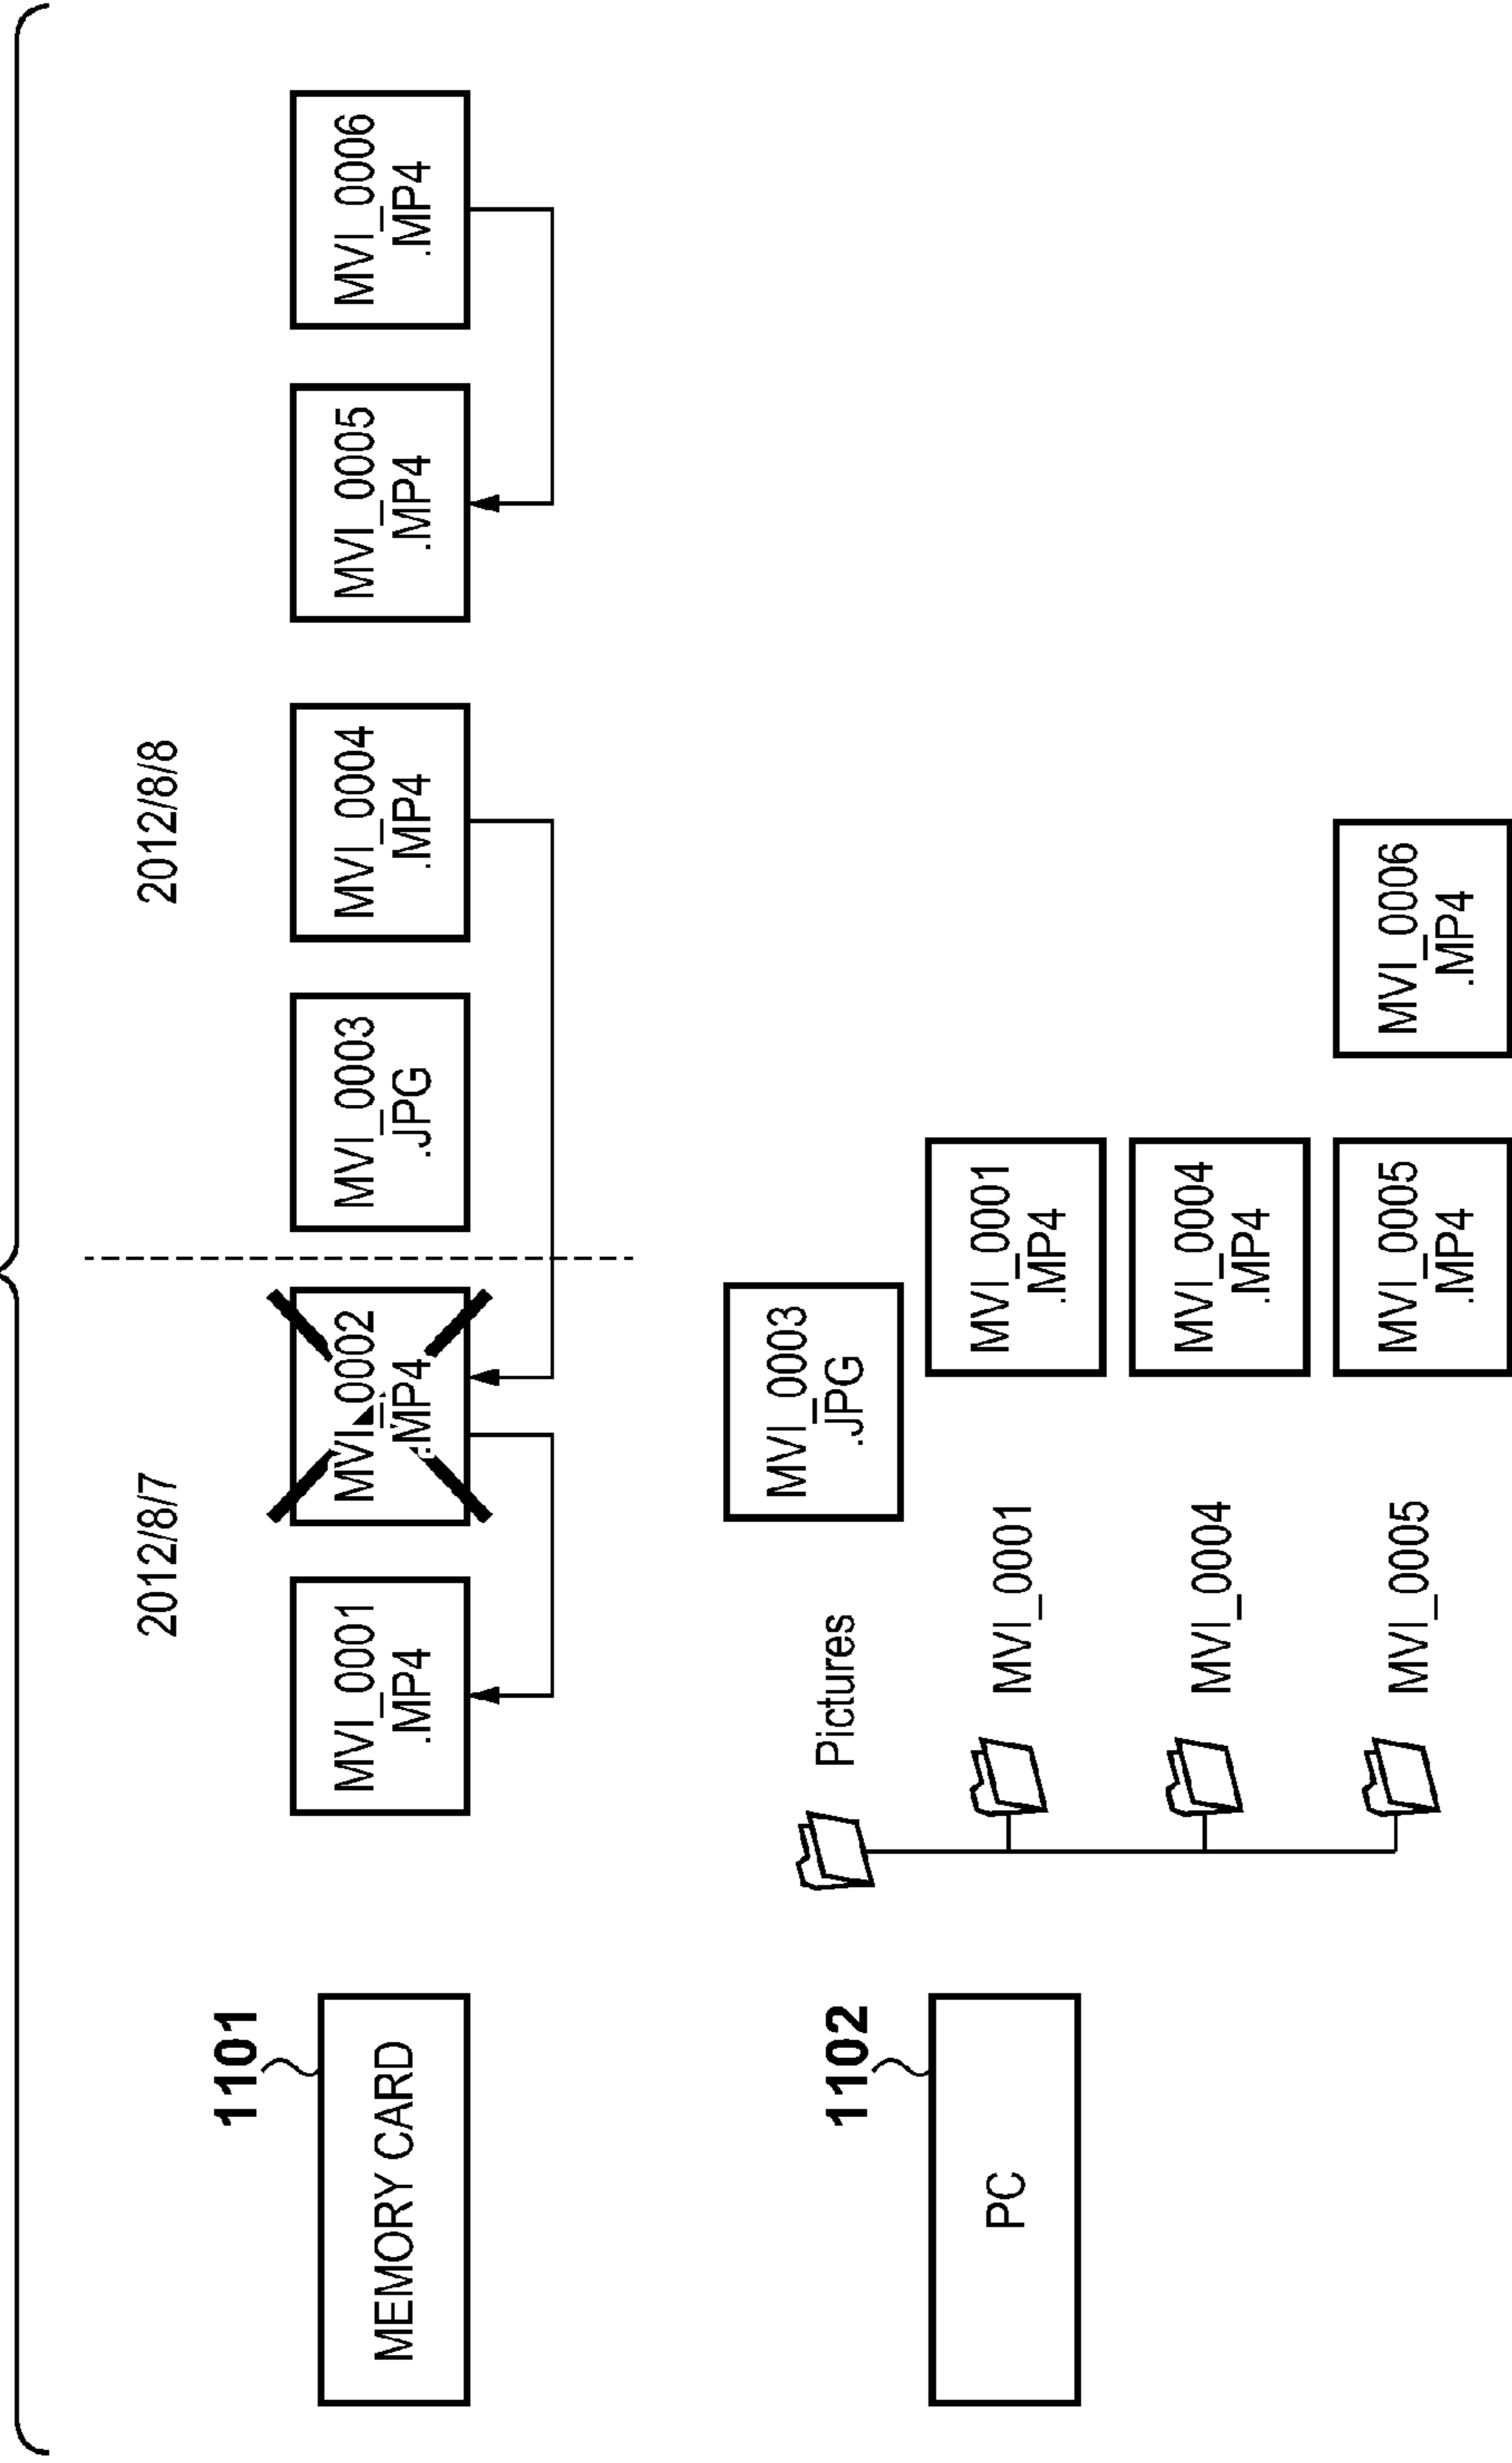 2012/8/7
2012/8/8
1101
MEMORY CARD
MVI_0001
.MP4
MVI_0002
.MP4
MVI_0003
.JPG
MVI_0004
.MP4
MVI_0005
.MP4
MVI_0006
.MP4
1102
PC
Pictures
MVI_0003
.JPG
MVI_0001
MVI_0001
.MP4
MVI_0004
MVI_0004
.MP4
MVI_0005
MVI_0005
.MP4
MVI_0006
.MP4